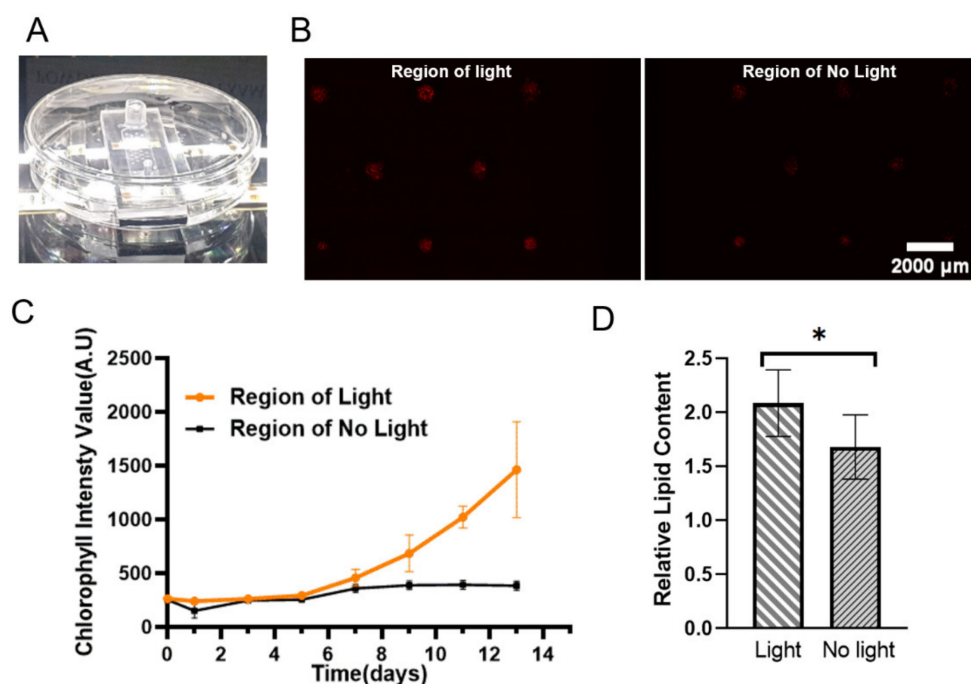 A
B
Region of light
Region of No Light
2000 µm
C
Chlorophyll Intensty Value(A.U)
2500
2000
1500
1000
500
0
Region of Light
Region of No Light
0 2 4 6 8 10 12 14
Time(days)
D
*
Relative Lipid Content
2.5
2.0
1.5
1.0
0.5
0.0
Light No light